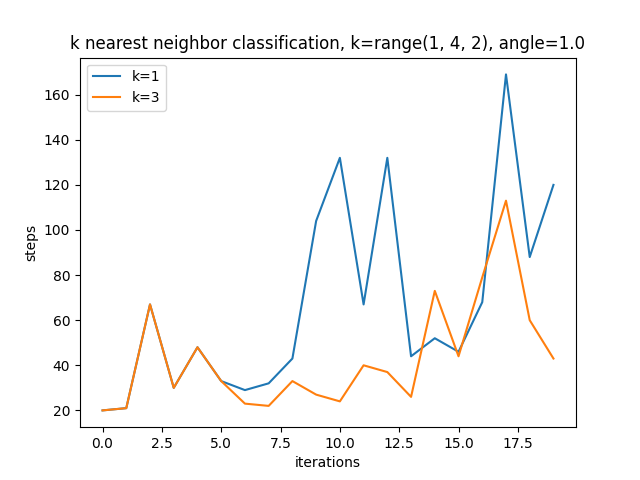 k nearest neighbor classification, k=range(1, 4, 2), angle=1.0
k=1
k=3
160
140
120
100
80
60
40
20
steps
0.0 2.5 5.0 7.5 10.0 12.5 15.0 17.5
iterations